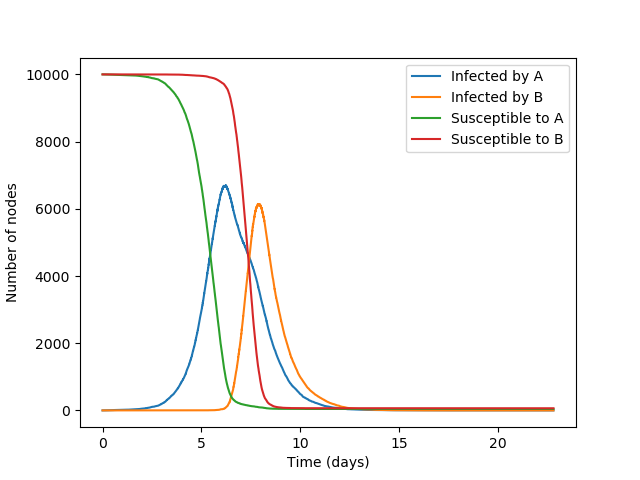 Infected by A
Infected by B
Susceptible to A
Susceptible to B
Number of nodes
10000
8000
6000
4000
2000
0
0 5 10 15 20
Time (days)